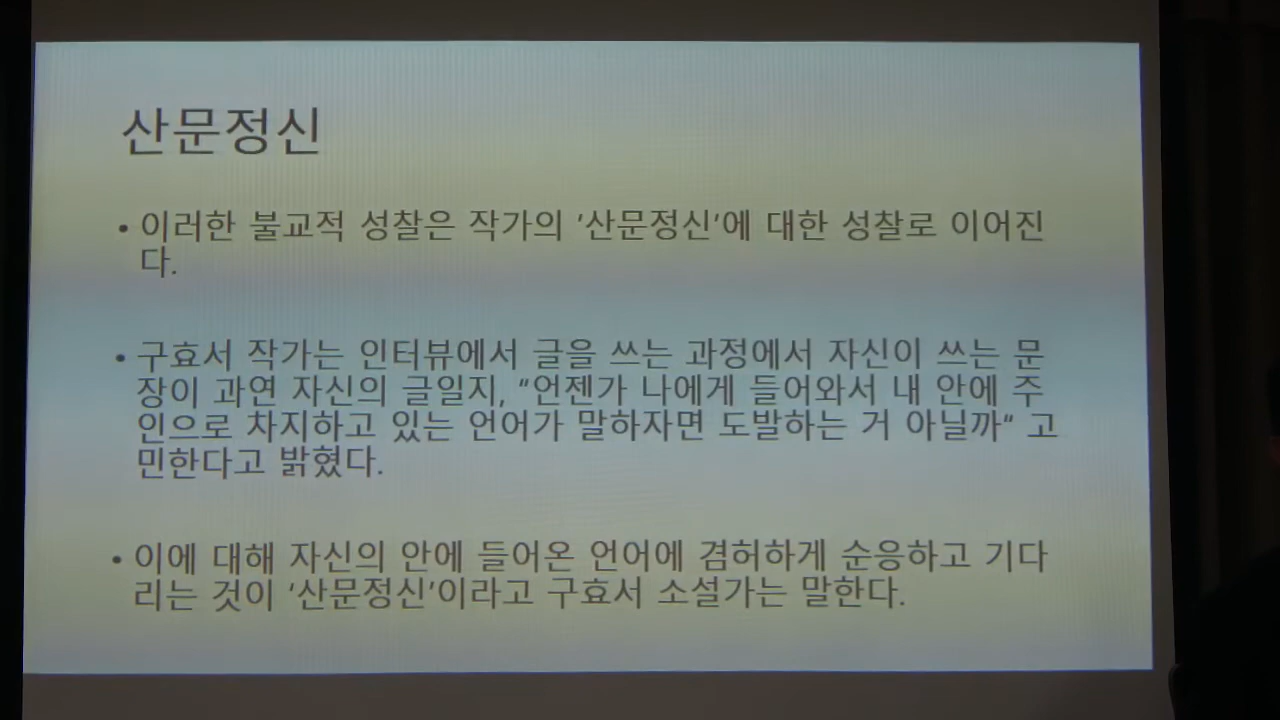 산문정신
• 이러한 불교적 성찰은 작가의 ‘산문정신’에 대한 성찰로 이어진
다.
• 구효서 작가는 인터뷰에서 글을 쓰는 과정에서 자신이 쓰는 문
장이 과연 자신의 글일지, “언젠가 나에게 들어와서 내 안에 주
인으로 차지하고 있는 언어가 말하자면 도발하는 거 아닐까“ 고
민한다고 밝혔다.
• 이에 대해 자신의 안에 들어온 언어에 겸허하게 순응하고 기다
리는 것이 ‘산문정신’이라고 구효서 소설가는 말한다.